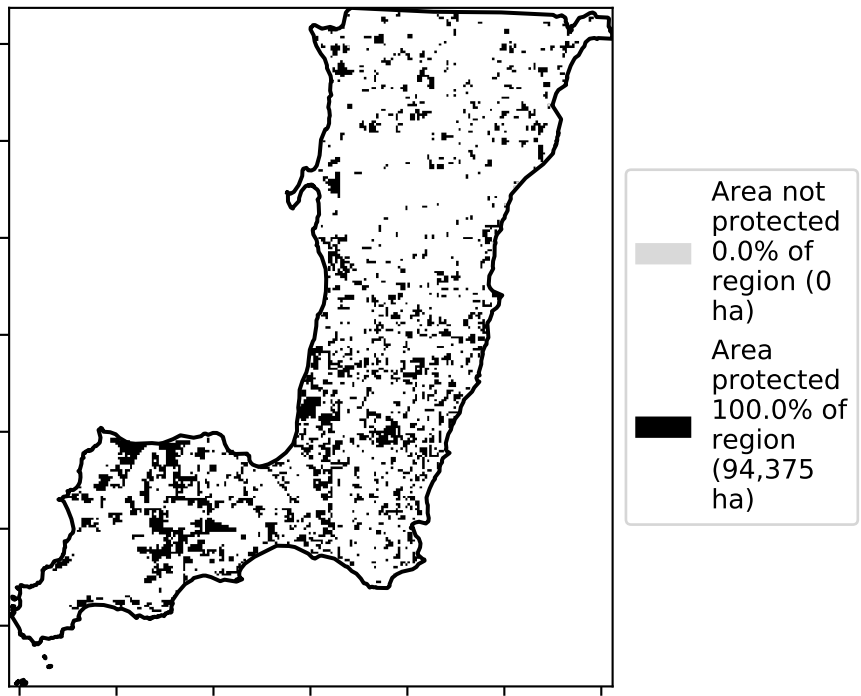 Area not
protected
0.0% of
region (0
ha)
Area
protected
100.0% of
region
(94,375
ha)